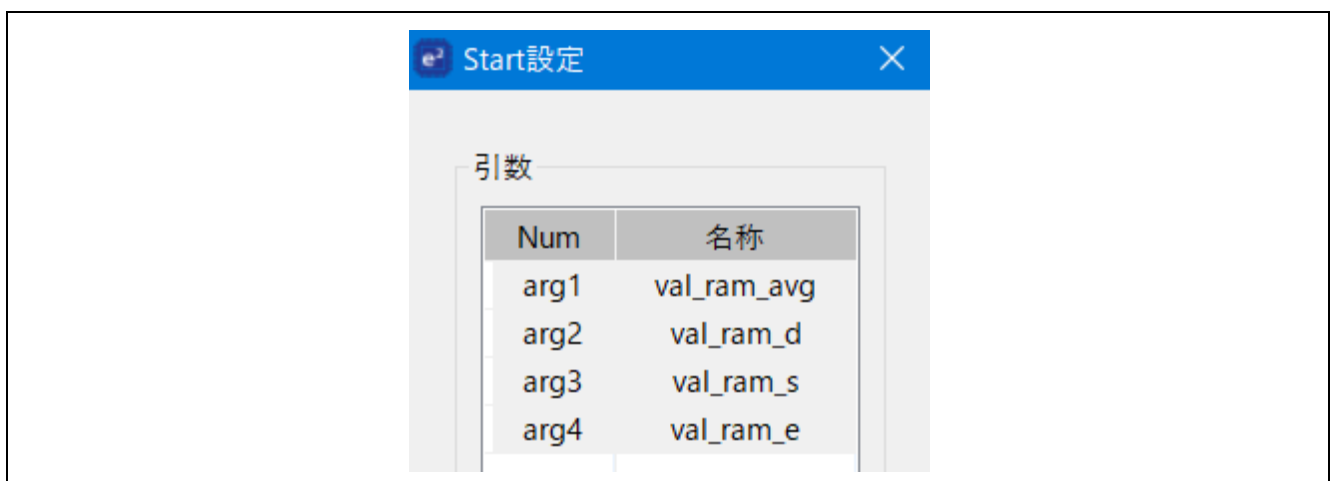 e² Start設定
引数
Num 名称
arg1 val_ram_avg
arg2 val_ram_d
arg3 val_ram_s
arg4 val_ram_e